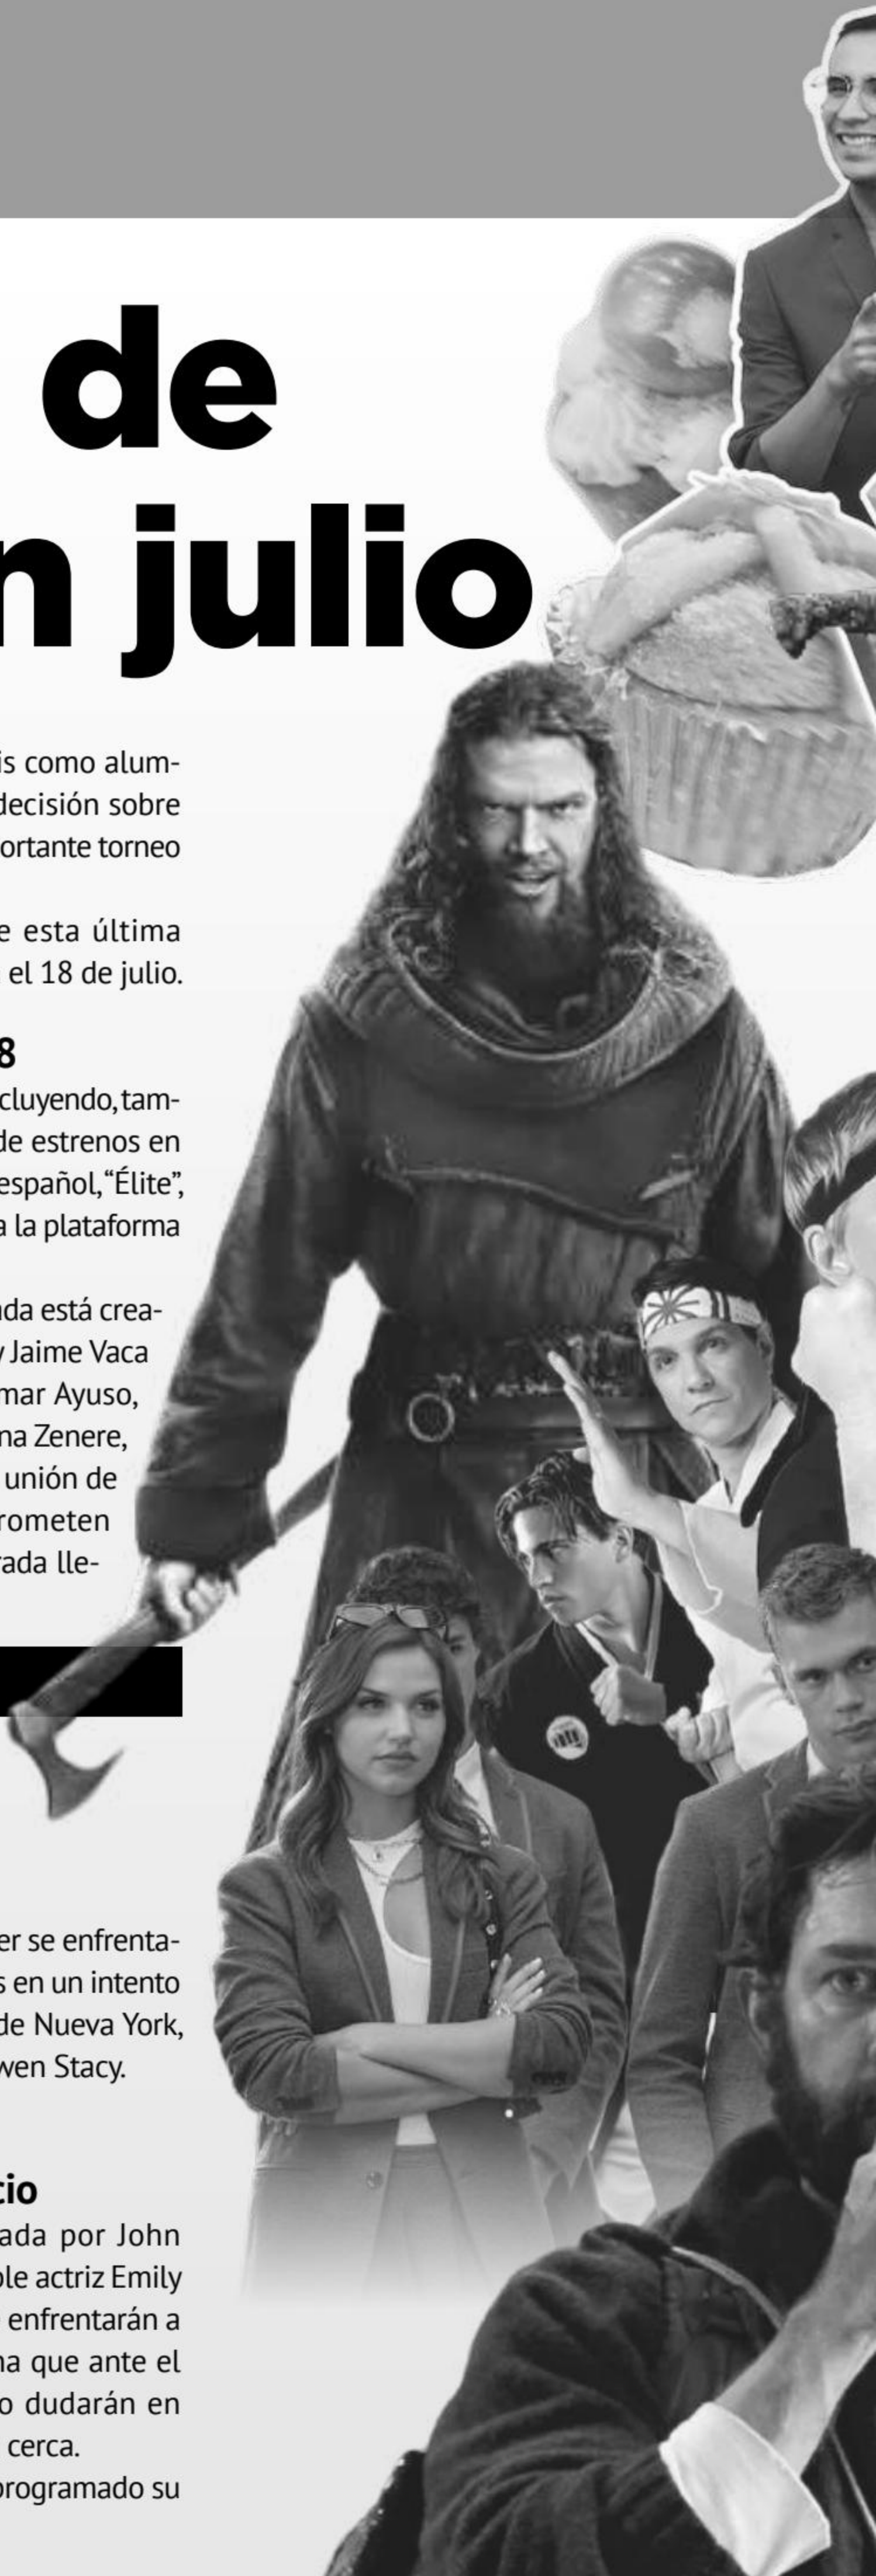 de
n julio
is como alum-
decisión sobre
ortante torneo
e esta última
el 18 de julio.
8
cluyendo, tam-
de estrenos en
español, “Élite”,
a la plataforma
da está crea-
y Jaime Vaca
mar Ayuso,
na Zenere,
unión de
rometen
rada lle-
er se enfrenta-
s en un intento
de Nueva York,
wen Stacy.
cio
ada por John
ble actriz Emily
enfrentarán a
na que ante el
o dudarán en
cerca.
programado su